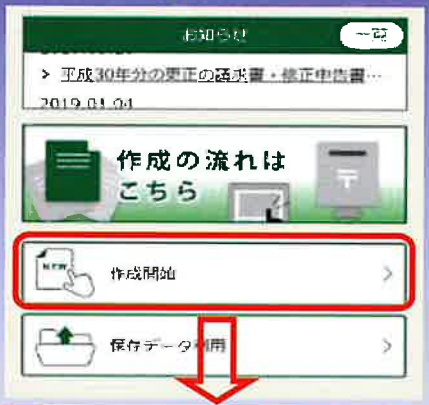 お知らせ
一覧
> 平成30年分の更正の請求書・修正申告書…
2019.01.04
作成の流れは
こちら
NEW
作成開始
保存データ利用